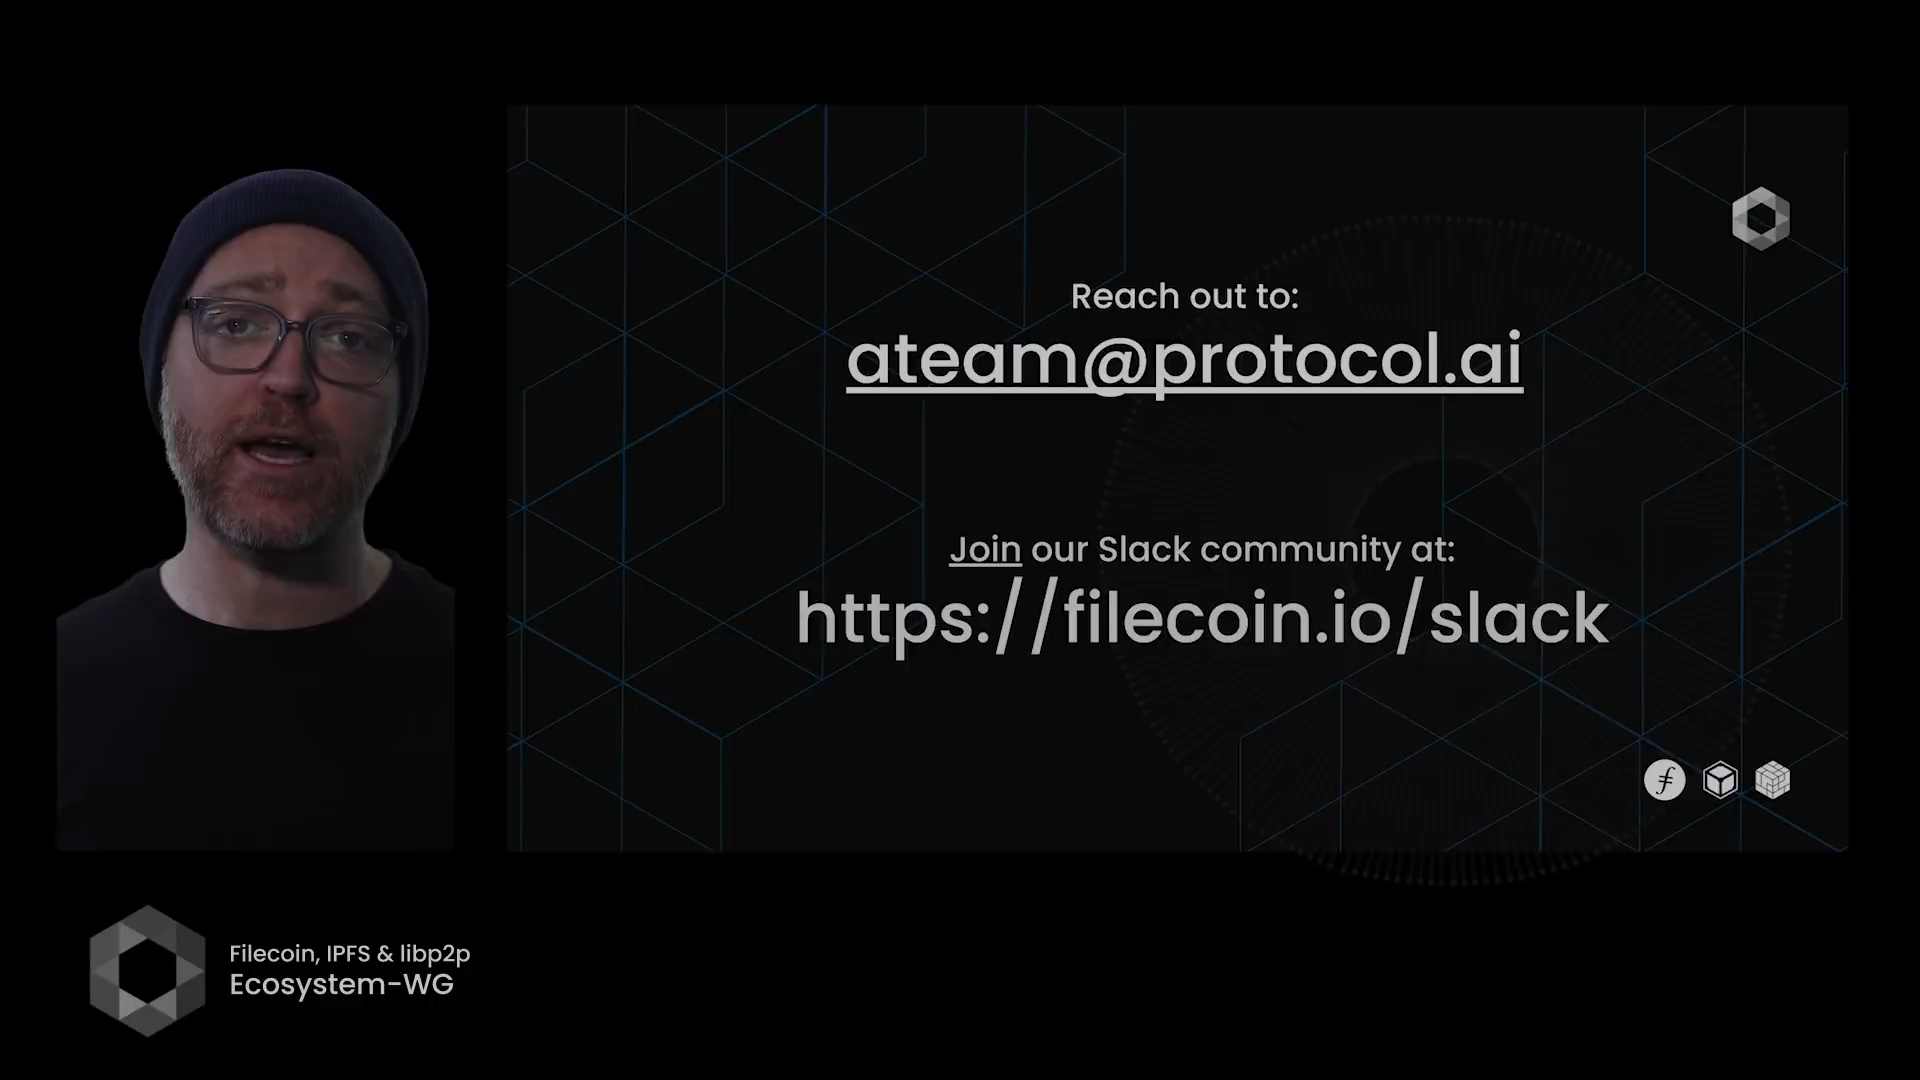 Reach out to:
ateam@protocol.ai
Join our Slack community at:
https://filecoin.io/slack
Filecoin, IPFS & libp2p
Ecosystem-WG